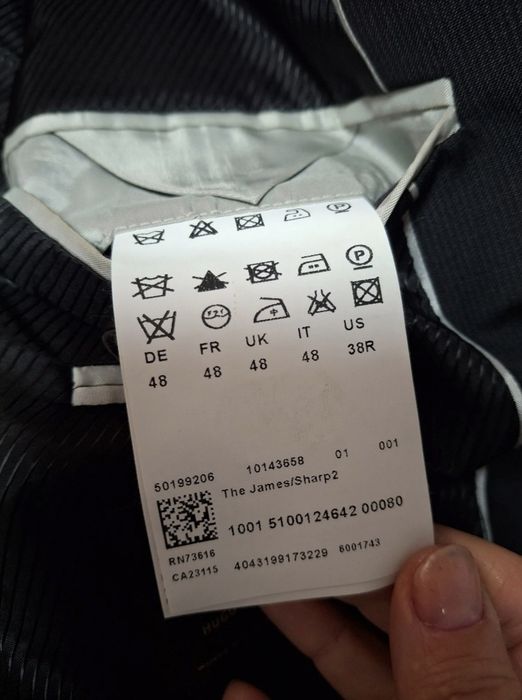 DE FR UK IT US
48 48 48 48 38R
50199206 10143658 01 001
The James/Sharp2
1001 5100124642 00080
RN73616
CA23115 4043199173229 6001743
HUGO